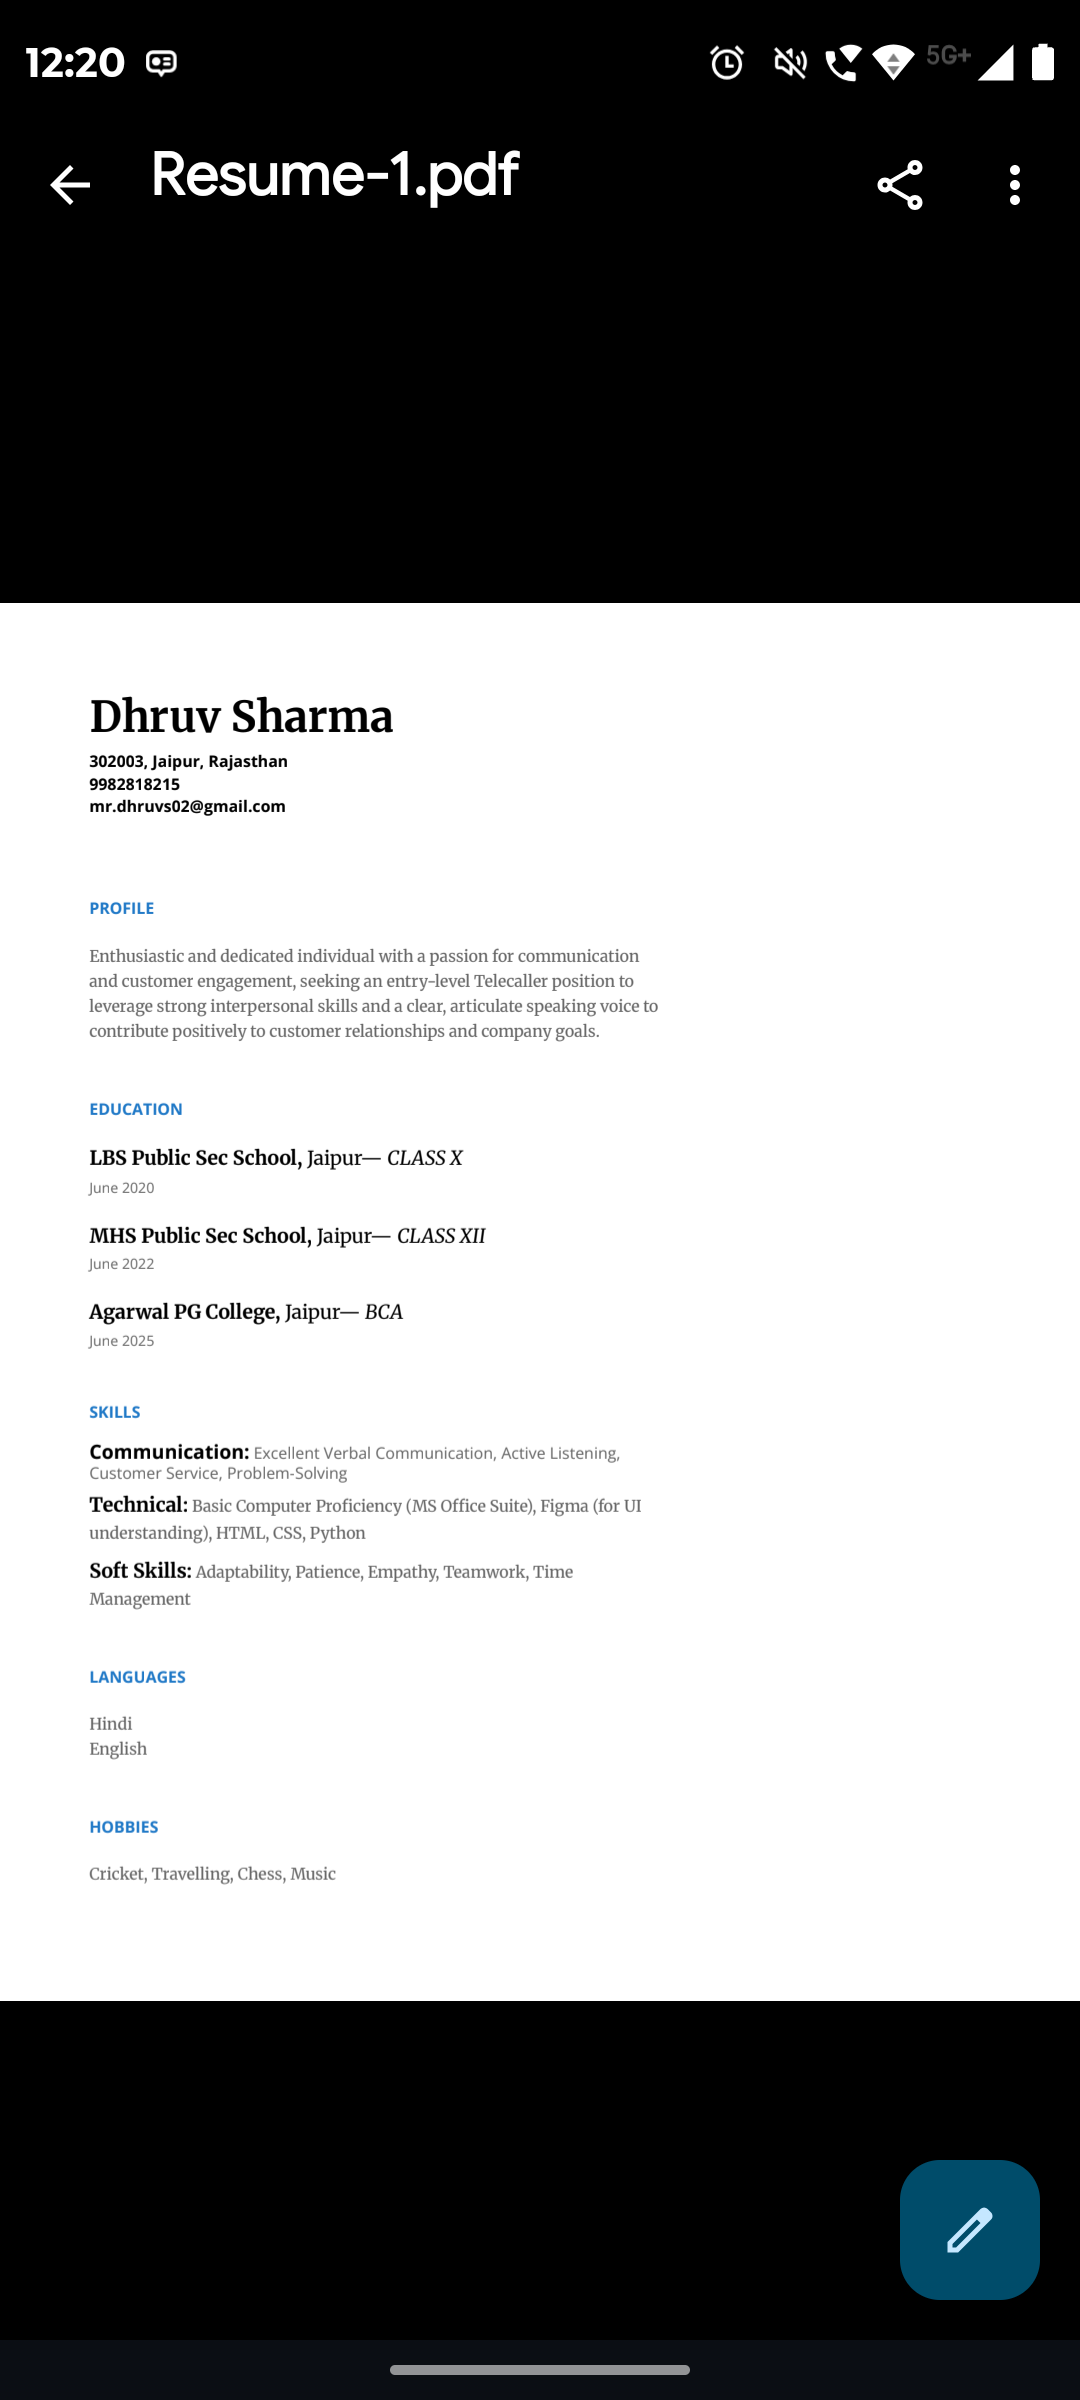 12:20
5G+
Resume-1.pdf
Dhruv Sharma
302003, Jaipur, Rajasthan
9982818215
mr.dhruvs02@gmail.com
PROFILE
Enthusiastic and dedicated individual with a passion for communication
and customer engagement, seeking an entry-level Telecaller position to
leverage strong interpersonal skills and a clear, articulate speaking voice to
contribute positively to customer relationships and company goals.
EDUCATION
LBS Public Sec School, Jaipur— CLASS X
June 2020
MHS Public Sec School, Jaipur— CLASS XII
June 2022
Agarwal PG College, Jaipur— BCA
June 2025
SKILLS
Communication: Excellent Verbal Communication, Active Listening,
Customer Service, Problem-Solving
Technical: Basic Computer Proficiency (MS Office Suite), Figma (for UI
understanding), HTML, CSS, Python
Soft Skills: Adaptability, Patience, Empathy, Teamwork, Time
Management
LANGUAGES
Hindi
English
HOBBIES
Cricket, Travelling, Chess, Music